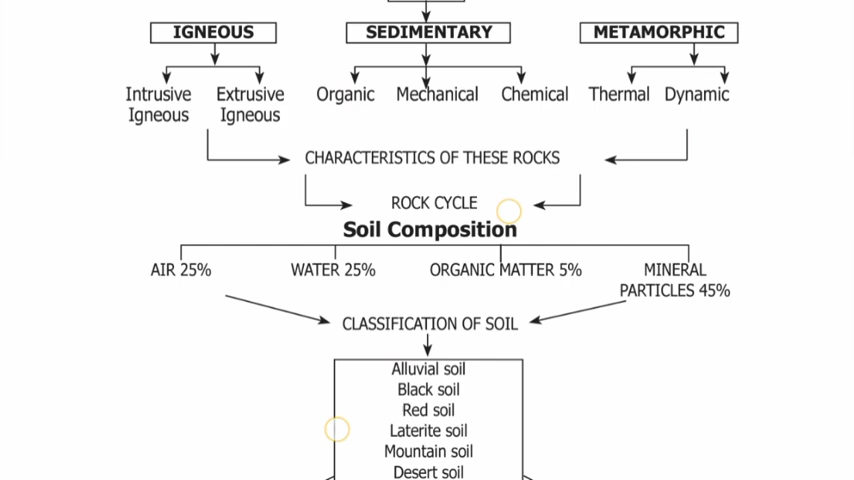 IGNEOUS SEDIMENTARY METAMORPHIC
Intrusive Extrusive Organic Mechanical Chemical Thermal Dynamic
Igneous Igneous
CHARACTERISTICS OF THESE ROCKS
ROCK CYCLE
Soil Composition
AIR 25% WATER 25% ORGANIC MATTER 5% MINERAL
PARTICLES 45%
CLASSIFICATION OF SOIL
Alluvial soil
Black soil
Red soil
Laterite soil
Mountain soil
Desert soil